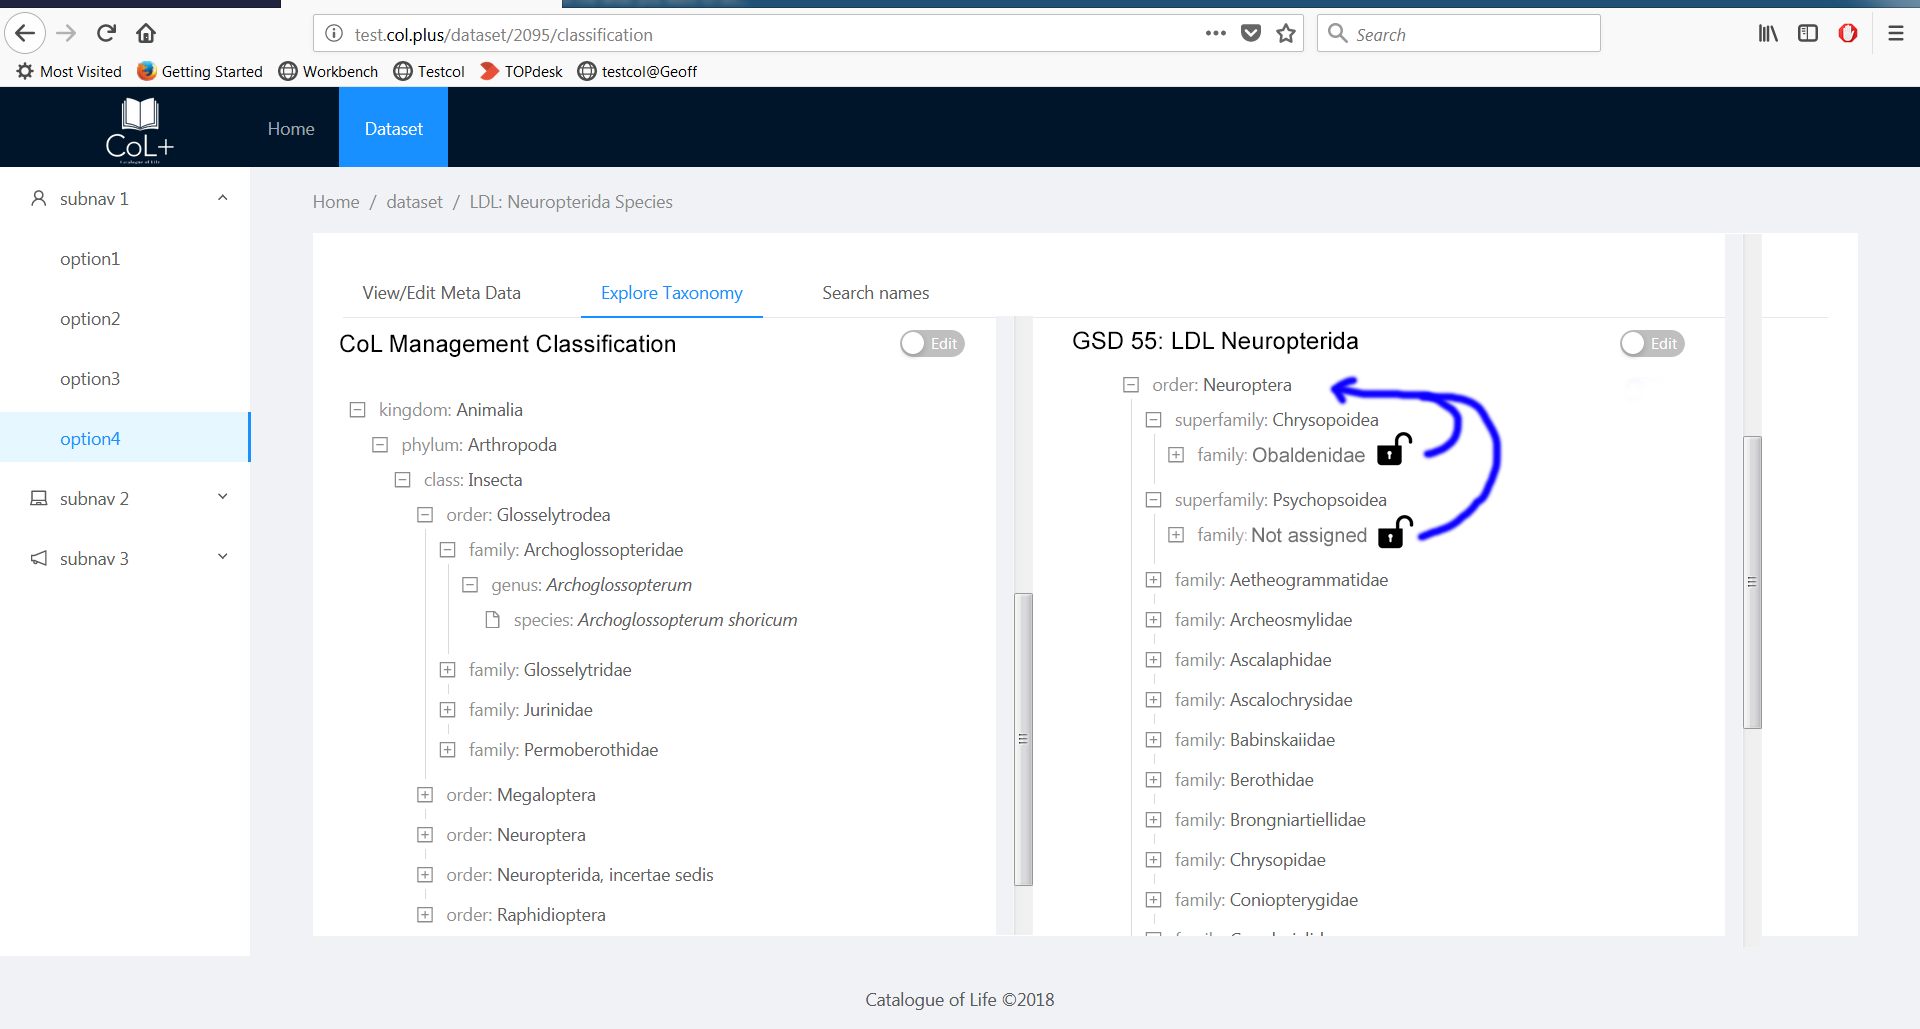 test.col.plus/dataset/2095/classification
Search
Most Visited Getting Started Workbench Testcol TOPdesk testcol@Geoff
CoL+
Catalogue of Life
Home Dataset
subnav 1
option1
option2
option3
option4
subnav 2
subnav 3
Home / dataset / LDL: Neuropterida Species
View/Edit Meta Data Explore Taxonomy Search names
CoL Management Classification Edit
kingdom: Animalia
phylum: Arthropoda
class: Insecta
order: Glosselytrodea
family: Archoglossopteridae
genus: Archoglossopterum
species: Archoglossopterum shoricum
family: Glosselytridae
family: Jurinidae
family: Permoberothidae
order: Megaloptera
order: Neuroptera
order: Neuropterida, incertae sedis
order: Raphidioptera
GSD 55: LDL Neuropterida Edit
order: Neuroptera
superfamily: Chrysopoidea
family: Obaldenidae
superfamily: Psychopsoidea
family: Not assigned
family: Aetheogrammatidae
family: Archeosmylidae
family: Ascalaphidae
family: Ascalochrysidae
family: Babinskaiidae
family: Berothidae
family: Brongniartiellidae
family: Chrysopidae
family: Coniopterygidae
Catalogue of Life ©2018